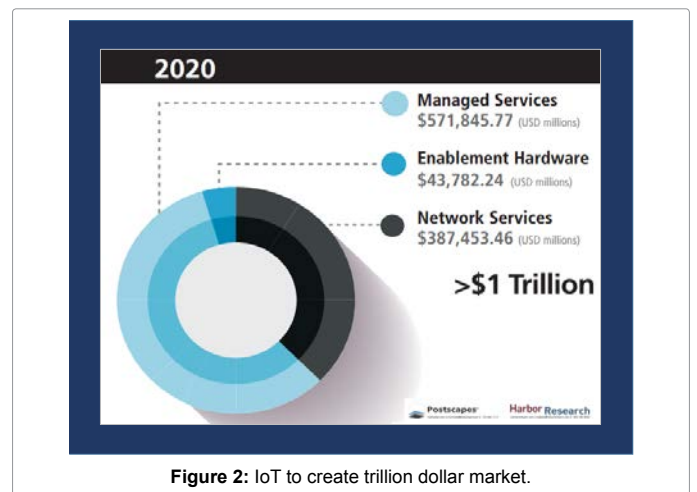 2020
Managed Services
$571,845.77 (USD millions)
Enablement Hardware
$43,782.24 (USD millions)
Network Services
$387,453.46 (USD millions)
>$1 Trillion
Postscapes Harbor Research
Figure 2: IoT to create trillion dollar market.